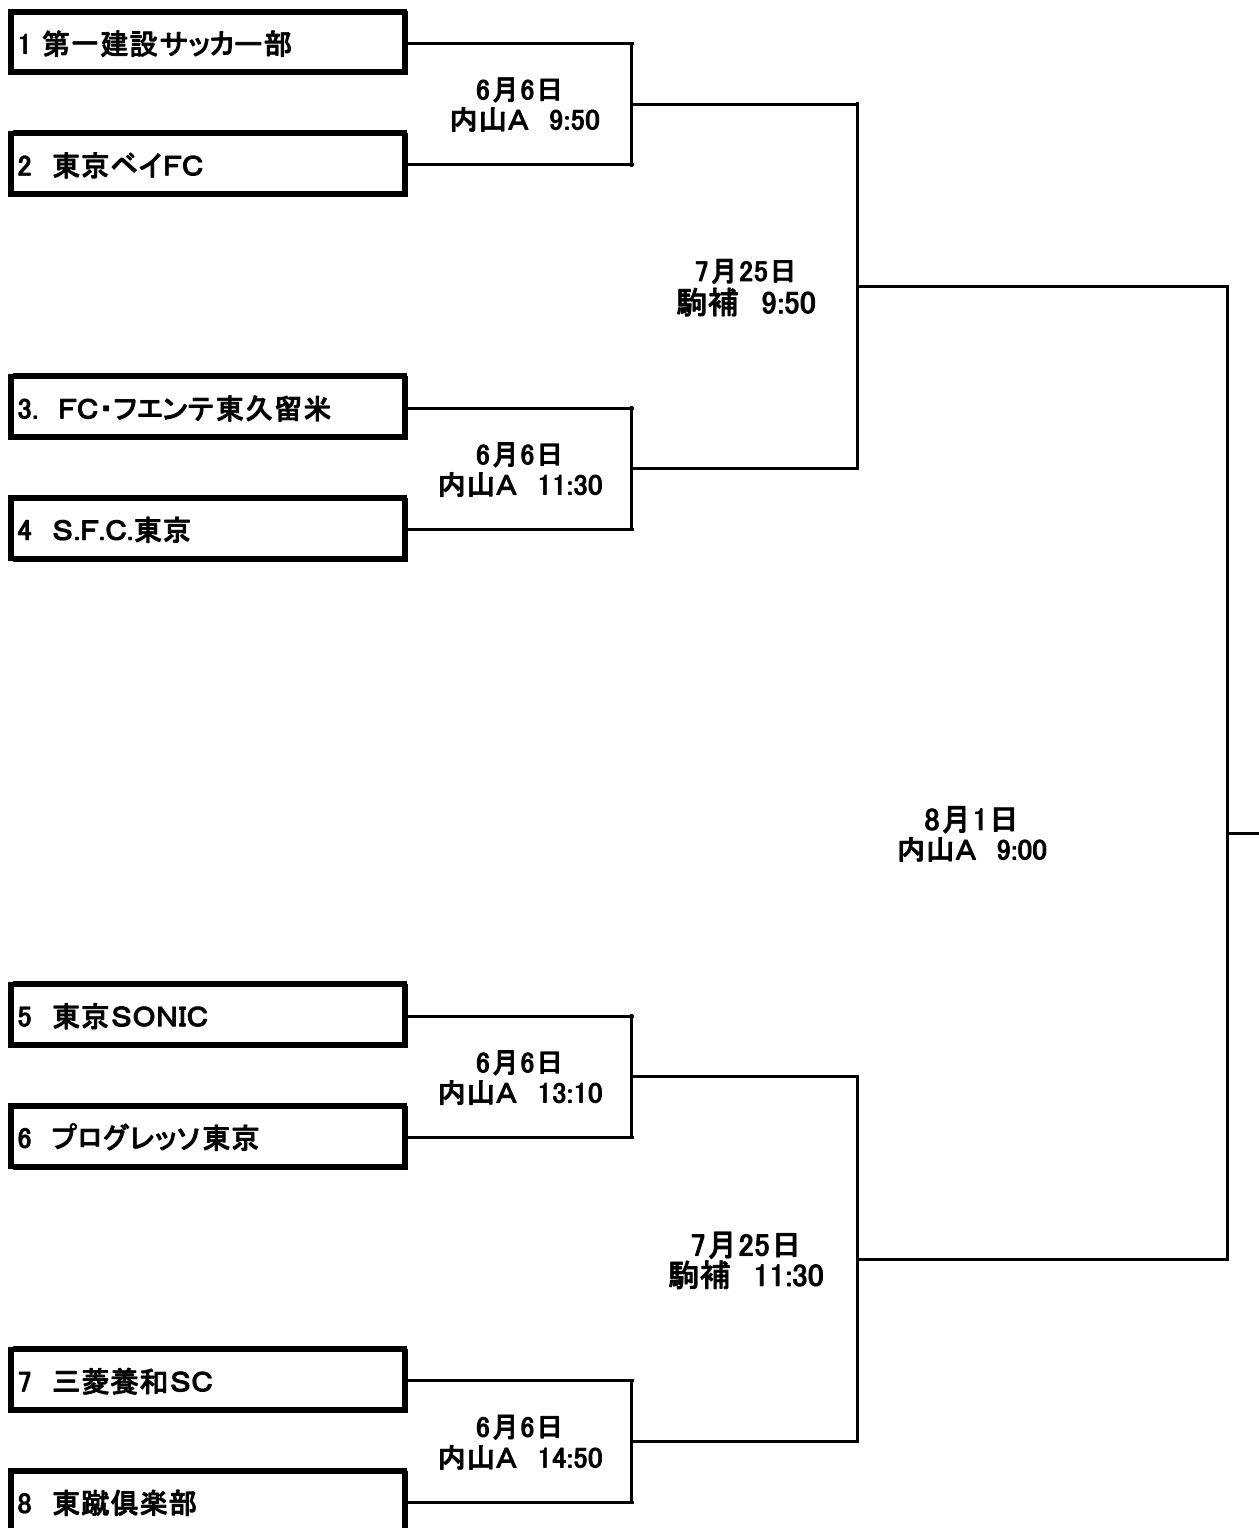 1 第一建設サッカー部
6月6日
内山A 9:50
2 東京ベイFC
7月25日
駒補 9:50
3. FC・フエンテ東久留米
6月6日
内山A 11:30
4 S.F.C.東京
8月1日
内山A 9:00
5 東京SONIC
6月6日
内山A 13:10
6 プログレッソ東京
7月25日
駒補 11:30
7 三菱養和SC
6月6日
内山A 14:50
8 東蹴倶楽部